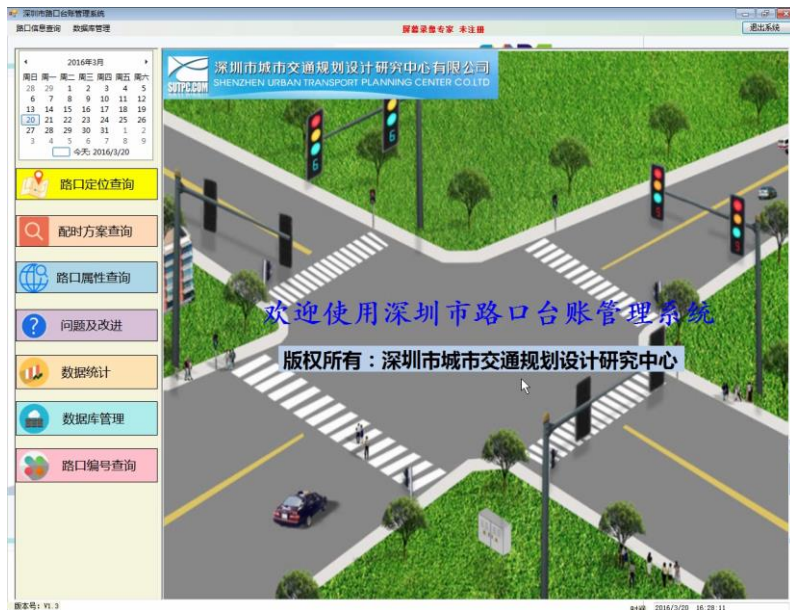 深圳市路口台账管理系统
路口信息查询 数据库管理
屏幕录像专家 未注册
退出系统
2016年3月
周日 周一 周二 周三 周四 周五 周六
28 29 1 2 3 4 5
6 7 8 9 10 11 12
13 14 15 16 17 18 19
20 21 22 23 24 25 26
27 28 29 30 31 1 2
3 4 5 6 7 8 9
今天: 2016/3/20
路口定位查询
配时方案查询
路口属性查询
问题及改进
数据统计
数据库管理
路口编号查询
SUTPC.COM
深圳市城市交通规划设计研究中心有限公司
SHENZHEN URBAN TRANSPORT PLANNING CENTER CO.LTD
6
6
3
3
欢迎使用深圳市路口台账管理系统
版权所有：深圳市城市交通规划设计研究中心
版本号: V1.3
时间 2016/3/20 16:28:11